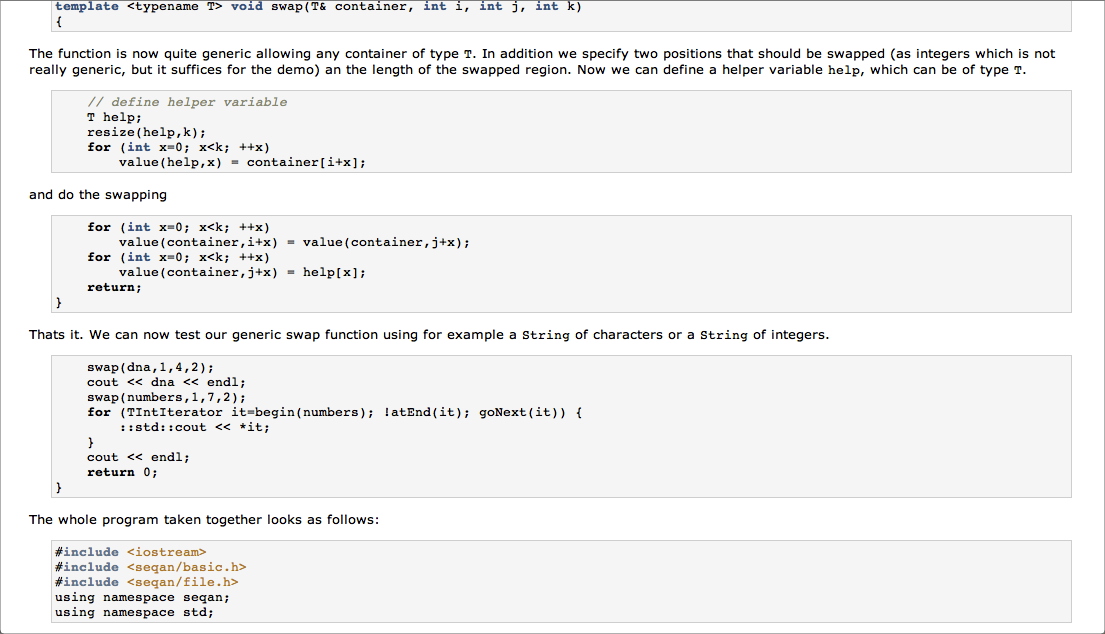 template <typename T> void swap(T& container, int i, int j, int k)
{
The function is now quite generic allowing any container of type T. In addition we specify two positions that should be swapped (as integers which is not
really generic, but it suffices for the demo) an the length of the swapped region. Now we can define a helper variable help, which can be of type T.
// define helper variable
T help;
resize(help,k);
for (int x=0; x<k; ++x)
value(help,x) = container[i+x];
and do the swapping
for (int x=0; x<k; ++x)
value(container,i+x) = value(container,j+x);
for (int x=0; x<k; ++x)
value(container,j+x) = help[x];
return;
}
Thats it. We can now test our generic swap function using for example a String of characters or a String of integers.
swap(dna,1,4,2);
cout << dna << endl;
swap(numbers,1,7,2);
for (TIntIterator it=begin(numbers); !atEnd(it); goNext(it)) {
::std::cout << *it;
}
cout << endl;
return 0;
}
The whole program taken together looks as follows:
#include <iostream>
#include <seqan/basic.h>
#include <seqan/file.h>
using namespace seqan;
using namespace std;